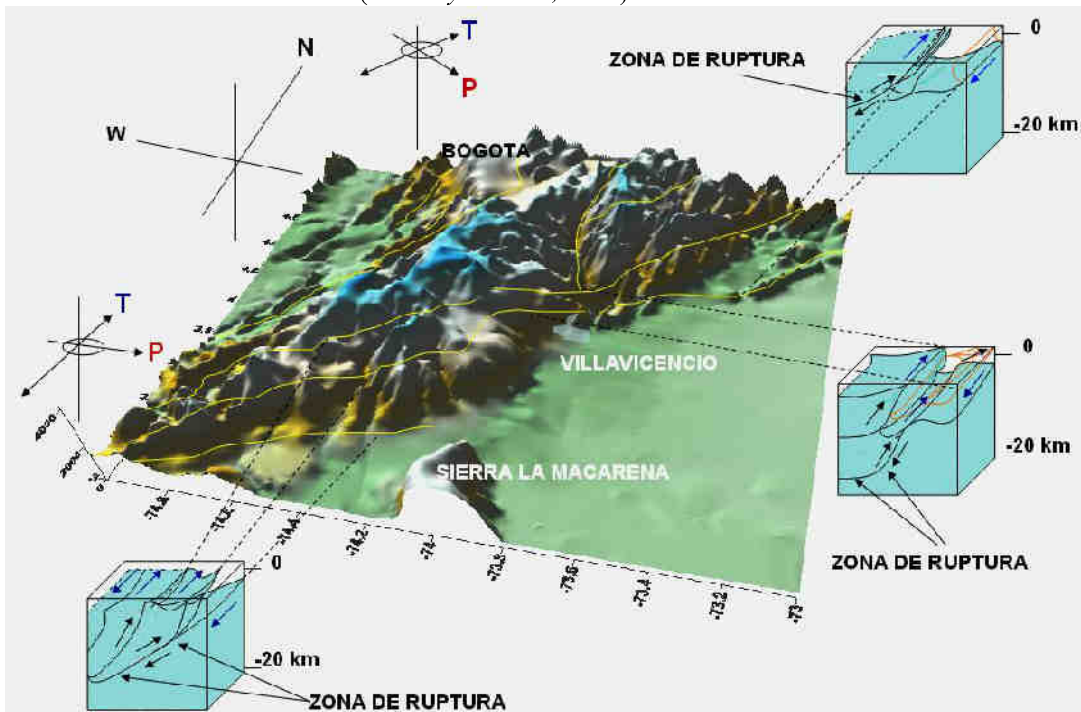 T
N
P
W
BOGOTA
ZONA DE RUPTURA
0
-20 km
T
P
VILLAVICENCIO
SIERRA LA MACARENA
0
-20 km
ZONA DE RUPTURA
4000
2000
0
-74.8
-74.4
-74.2
-74
-73.8
-73.6
-73.4
-73.2
-73
0
-20 km
ZONA DE RUPTURA